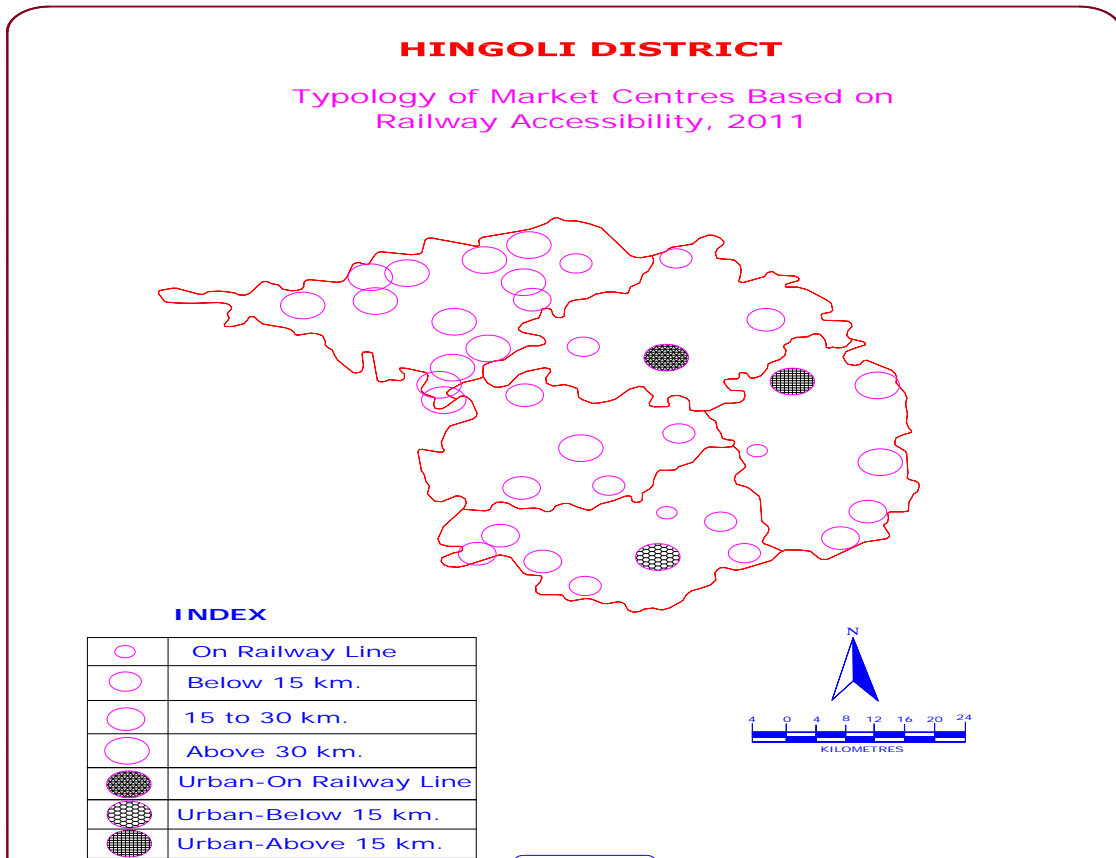 HINGOLI DISTRICT
Typology of Market Centres Based on
Railway Accessibility, 2011
INDEX
On Railway Line
Below 15 km.
15 to 30 km.
Above 30 km.
Urban-On Railway Line
Urban-Below 15 km.
Urban-Above 15 km.
N
4 0 4 8 12 16 20 24
KILOMETRES